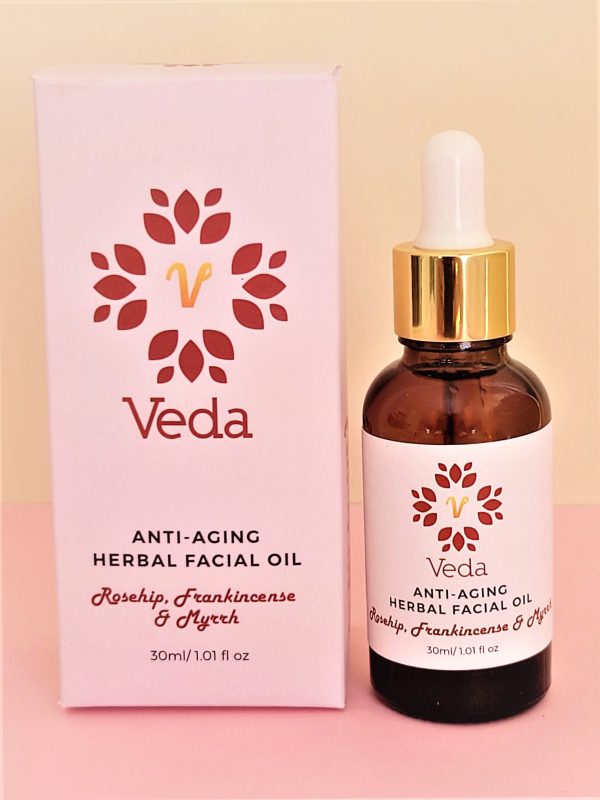 V
Veda
ANTI-AGING
HERBAL FACIAL OIL
Rosehip, Frankincense
& Myrrh
30ml/ 1.01 fl oz
V
Veda
ANTI-AGING
HERBAL FACIAL OIL
Rosehip, Frankincense & Myrrh
30ml/ 1.01 fl oz